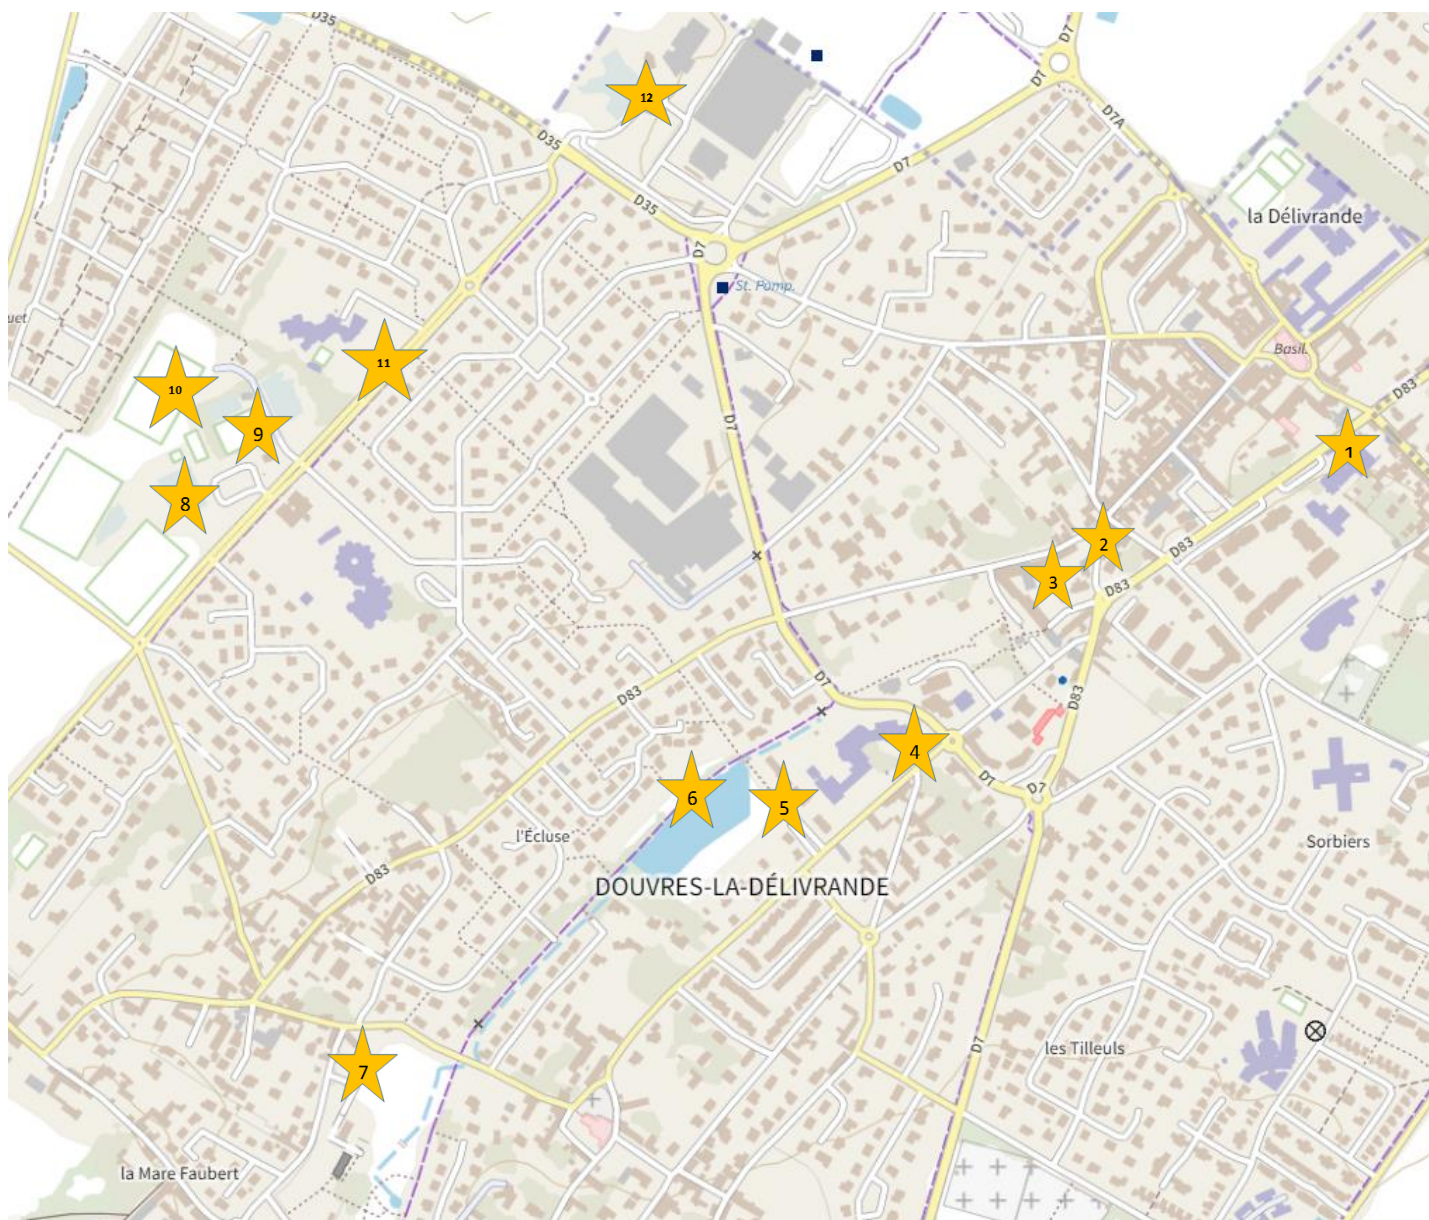 D35
D7
12
D7
D35
D7A
D7
la Délivrande
D35
D7
St. Pomp.
uet
Basil.
11
D83
10
D7
9
1
8
2
D83
3
D83
D7
D83
D83
4
D7
D7
6
5
l'Écluse
Sorbiers
D83
DOUVRES-LA-DÉLIVRANDE
D7
les Tilleuls
7
la Mare Faubert